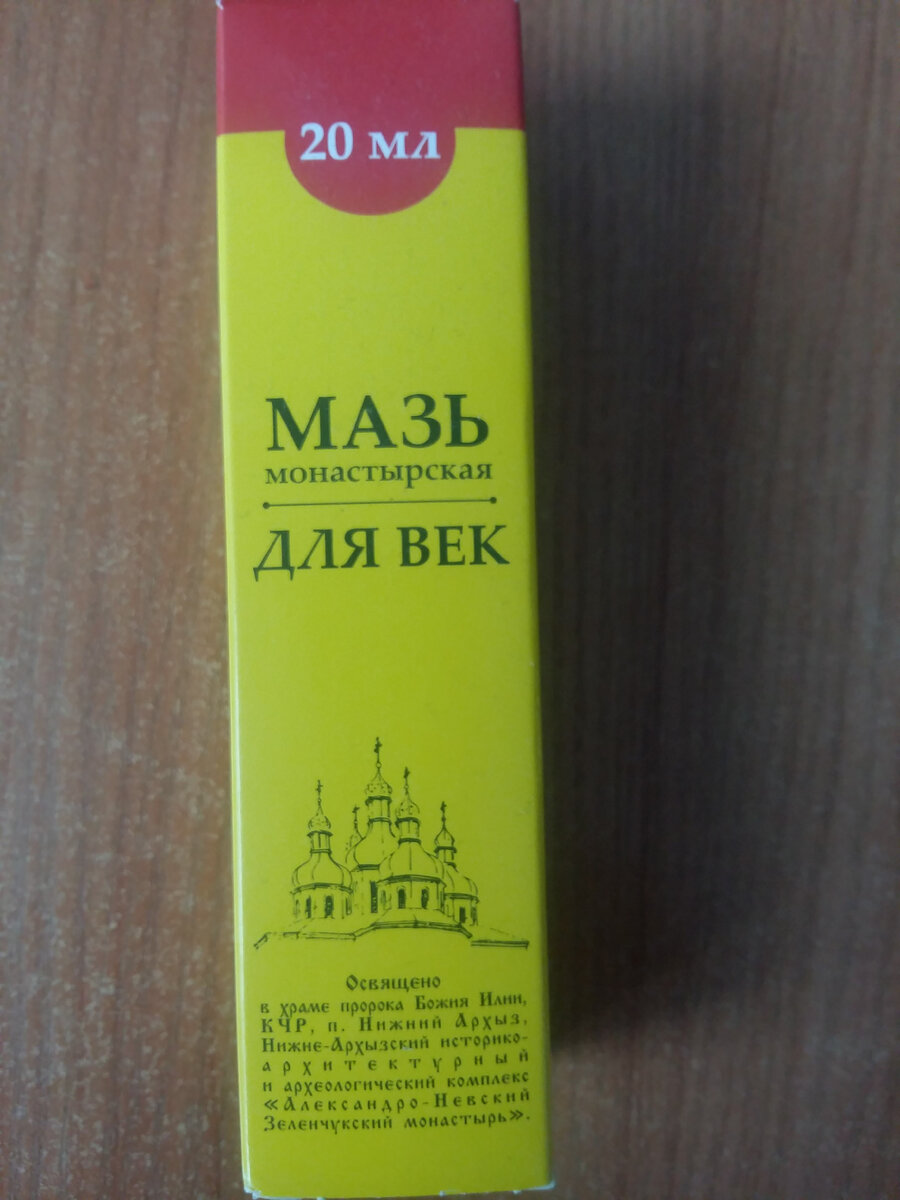 20 мл
МАЗЬ
монастырская
ДЛЯ ВЕК
Освящено
в храме пророка Божия Илии,
КЧР, п. Нижний Архыз,
Нижне-Архызский историко-
архитектурный
и археологический комплекс
«Александро-Невский
Зеленчукский монастырь».